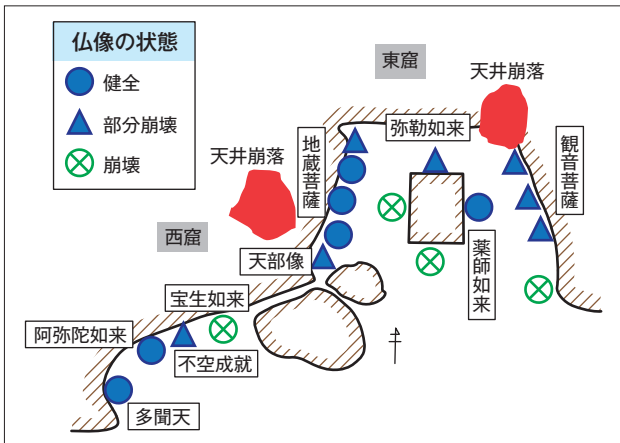 仏像の状態
健全
部分崩壊
崩壊
東窟
天井崩落
弥勒如来
観音菩薩
地蔵菩薩
天井崩落
西窟
天部像
薬師如来
宝生如来
阿弥陀如来
不空成就
多聞天